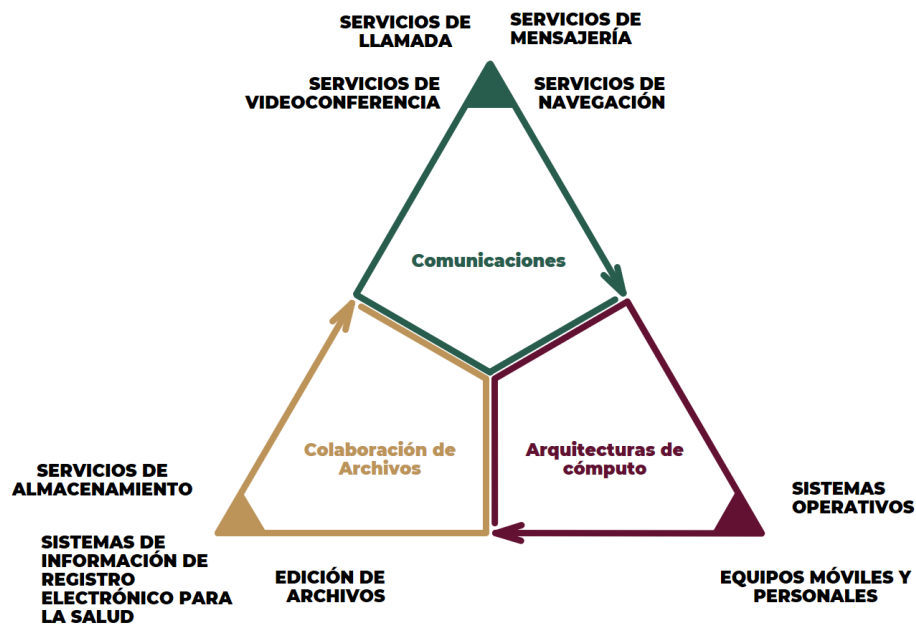 SERVICIOS DE
LLAMADA
SERVICIOS DE
MENSAJERÍA
SERVICIOS DE
VIDEOCONFERENCIA
SERVICIOS DE
NAVEGACIÓN
Comunicaciones
Colaboración de
Archivos
Arquitecturas de
cómputo
SERVICIOS DE
ALMACENAMIENTO
SISTEMAS
OPERATIVOS
SISTEMAS DE
INFORMACIÓN DE
REGISTRO
ELECTRÓNICO PARA
LA SALUD
EDICIÓN DE
ARCHIVOS
EQUIPOS MÓVILES Y
PERSONALES